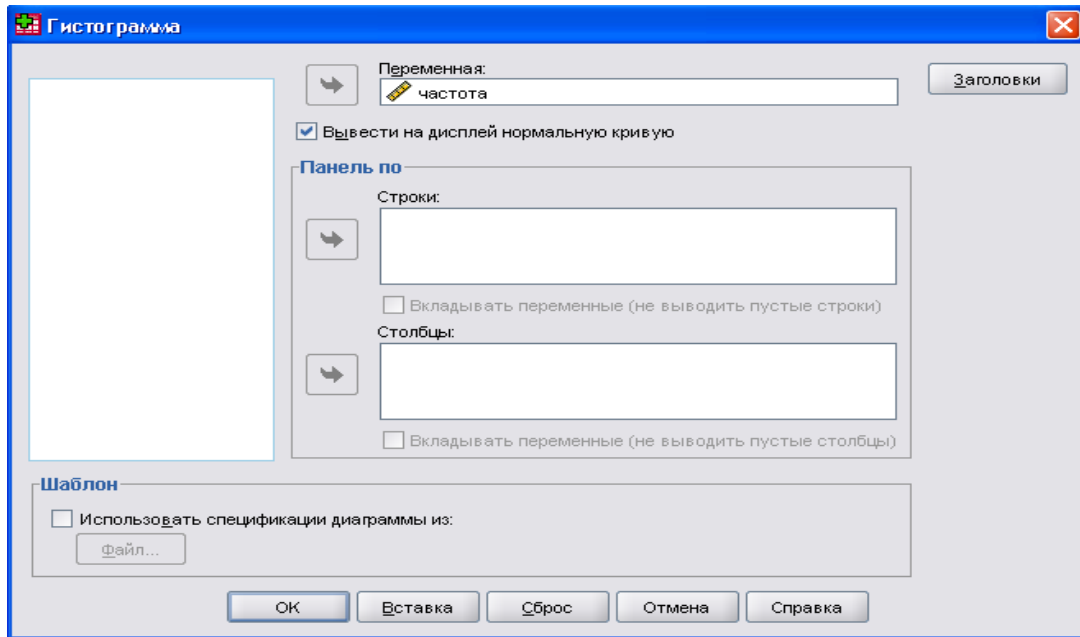 Гистограмма
Переменная:
частота
Заголовки
Вывести на дисплей нормальную кривую
Панель по
Строки:
Вкладывать переменные (не выводить пустые строки)
Столбцы:
Вкладывать переменные (не выводить пустые столбцы)
Шаблон
Использовать спецификации диаграммы из:
Файл...
ОК
Вставка
Сброс
Отмена
Справка